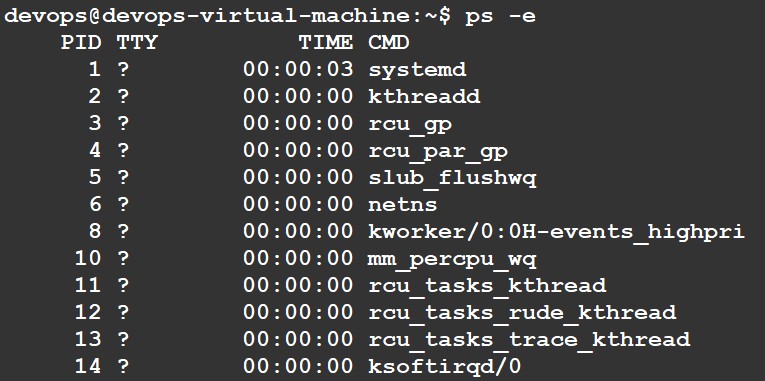 devops@devops-virtual-machine:~$ ps -e
PID TTY TIME CMD
1 ? 00:00:03 systemd
2 ? 00:00:00 kthreadd
3 ? 00:00:00 rcu_gp
4 ? 00:00:00 rcu_par_gp
5 ? 00:00:00 slub_flushwq
6 ? 00:00:00 netns
8 ? 00:00:00 kworker/0:0H-events_highpri
10 ? 00:00:00 mm_percpu_wq
11 ? 00:00:00 rcu_tasks_kthread
12 ? 00:00:00 rcu_tasks_rude_kthread
13 ? 00:00:00 rcu_tasks_trace_kthread
14 ? 00:00:00 ksoftirqd/0